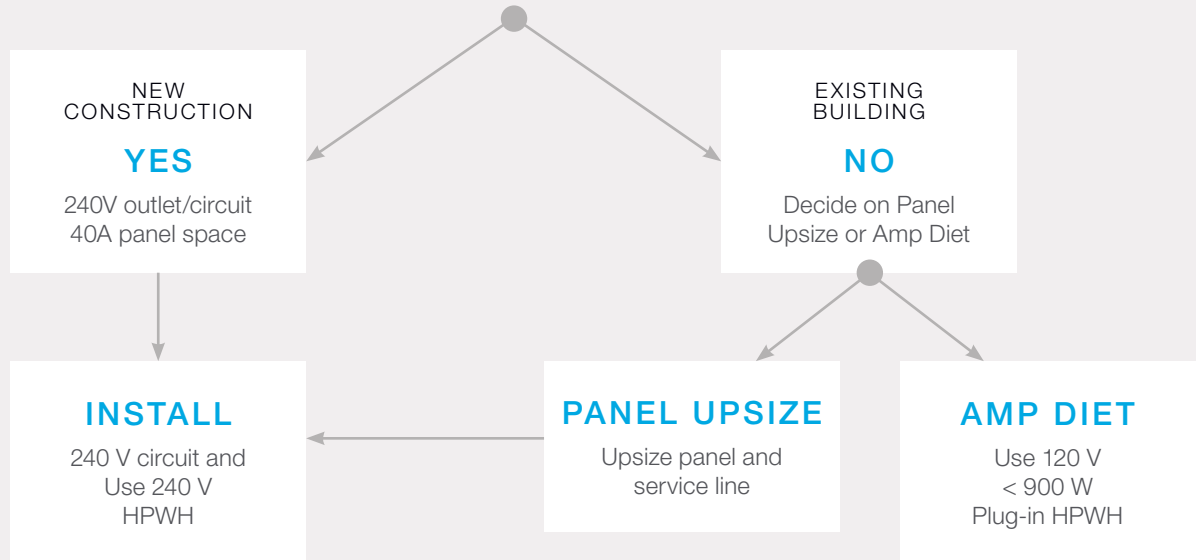 NEW
CONSTRUCTION
YES
240V outlet/circuit
40A panel space
EXISTING
BUILDING
NO
Decide on Panel
Upsize or Amp Diet
INSTALL
240 V circuit and
Use 240 V
HPWH
PANEL UPSIZE
Upsize panel and
service line
AMP DIET
Use 120 V
< 900 W
Plug-in HPWH